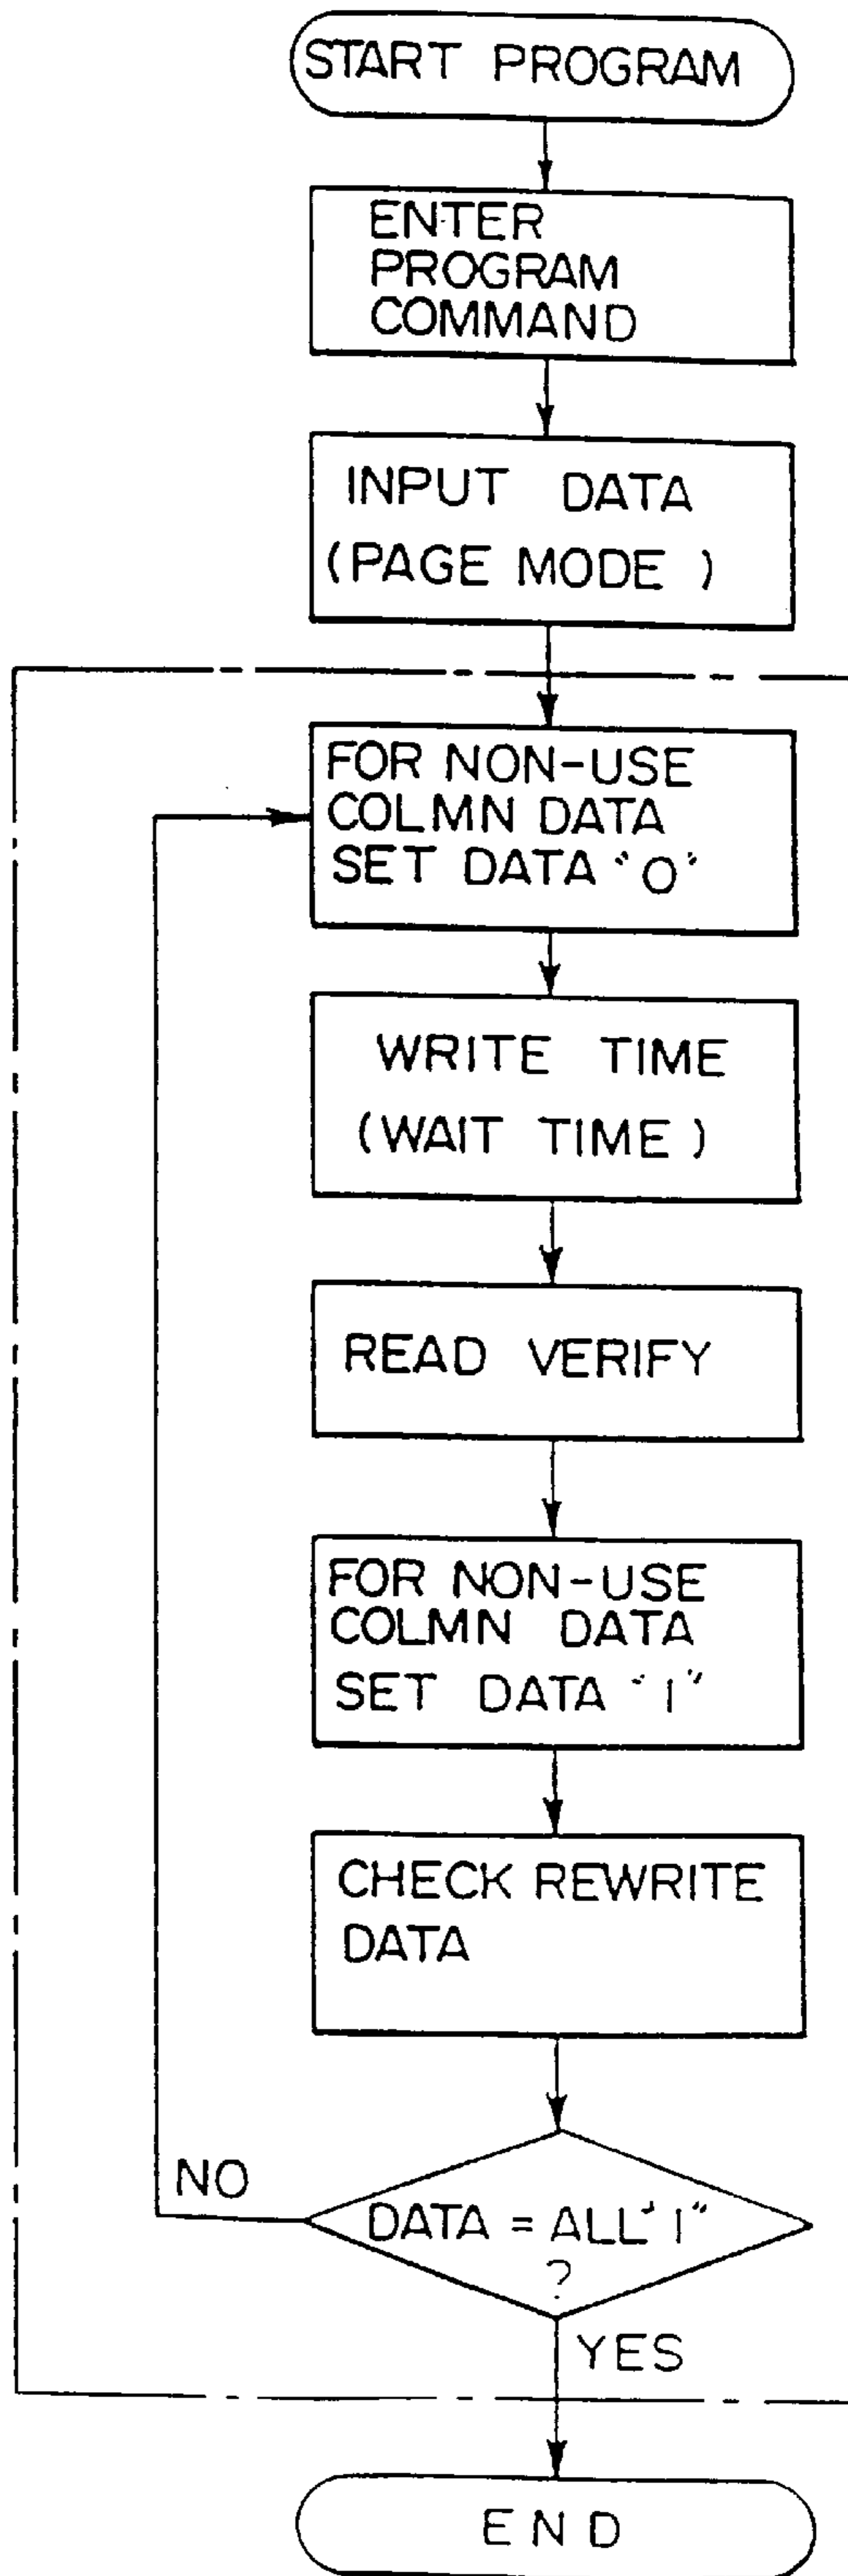 START PROGRAM
ENTER
PROGRAM
COMMAND
INPUT DATA
(PAGE MODE)
FOR NON-USE
COLMN DATA
SET DATA "0"
WRITE TIME
(WAIT TIME)
READ VERIFY
FOR NON-USE
COLMN DATA
SET DATA "1"
CHECK REWRITE
DATA
NO
DATA = ALL "1"
?
YES
END